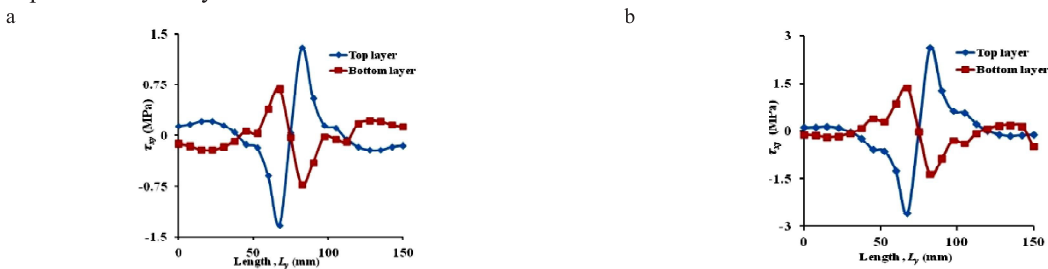 a
b
1.5
0.75
0
-0.75
-1.5
τxy (MPa)
Top layer
Bottom layer
0
50
100
150
Length , Ly (mm)
3
1.5
0
-1.5
-3
τxy (MPa)
Top layer
Bottom layer
0
50
100
150
Length , Ly (mm)